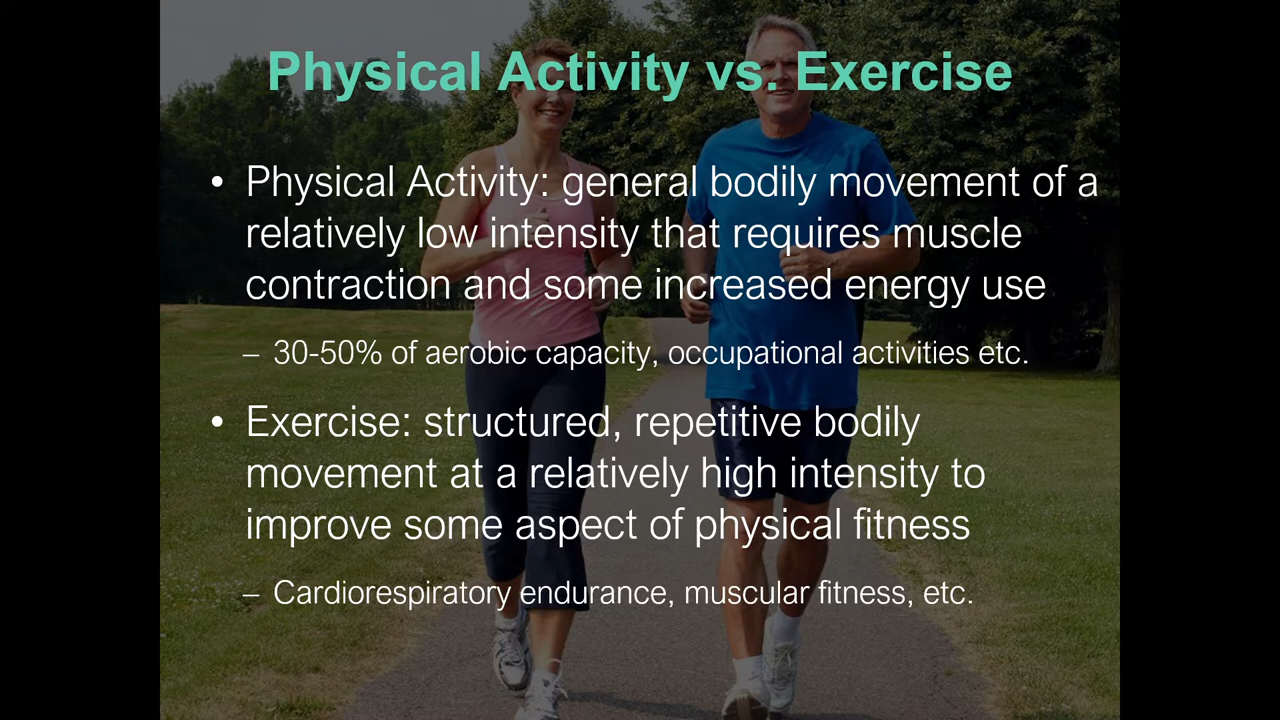 Physical Activity vs. Exercise
• Physical Activity: general bodily movement of a
relatively low intensity that requires muscle
contraction and some increased energy use
– 30-50% of aerobic capacity, occupational activities etc.
• Exercise: structured, repetitive bodily
movement at a relatively high intensity to
improve some aspect of physical fitness
– Cardiorespiratory endurance, muscular fitness, etc.